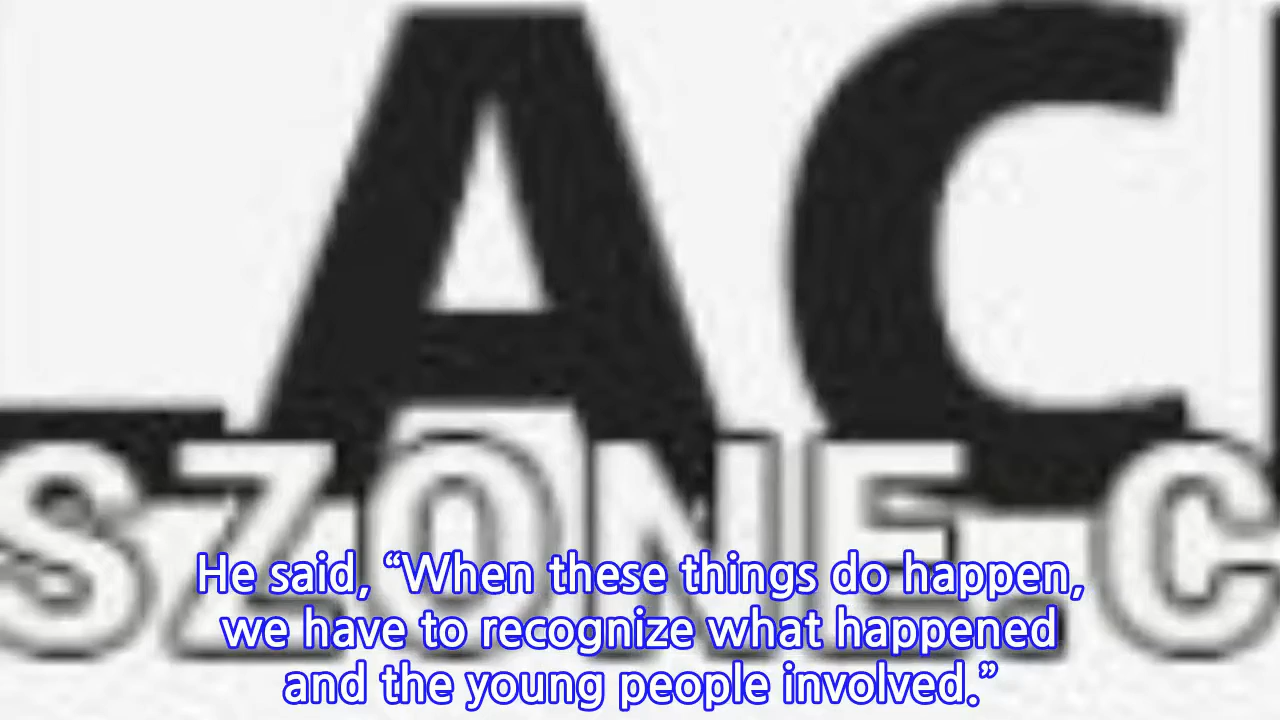 AC
SZONE.C
He said, “When these things do happen,
we have to recognize what happened
and the young people involved.”